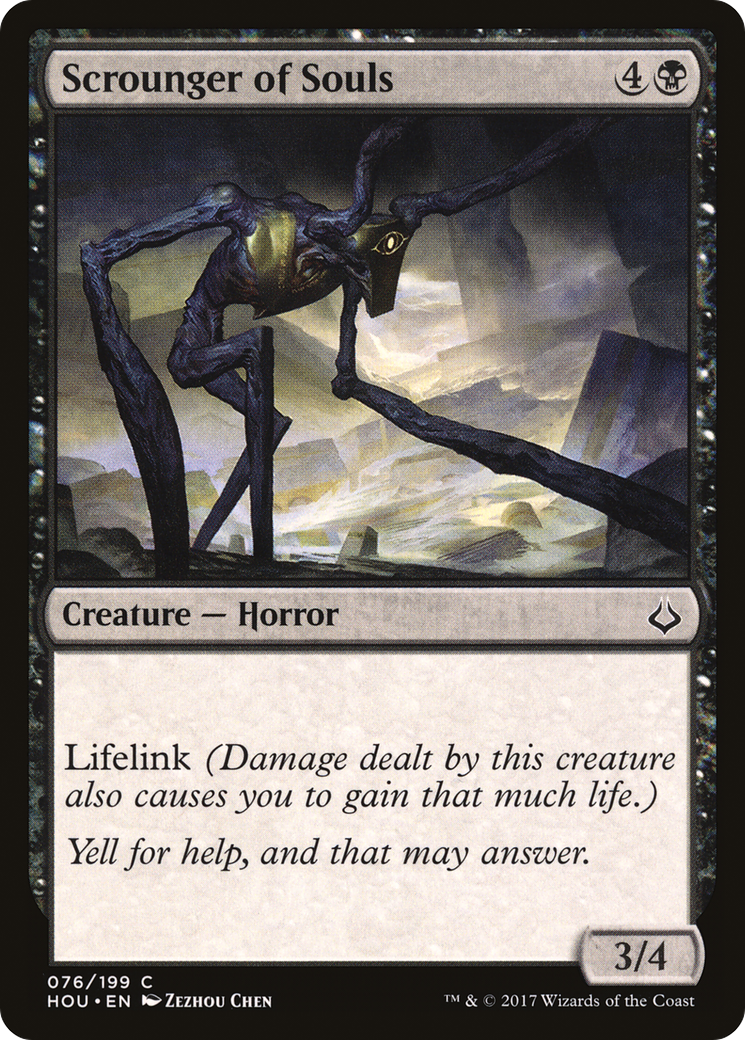 Scrounger of Souls 4
Creature — Horror
Lifelink (Damage dealt by this creature
also causes you to gain that much life.)
Yell for help, and that may answer.
3/4
076/199 C
HOU • EN Zezhou Chen
™ & © 2017 Wizards of the Coast